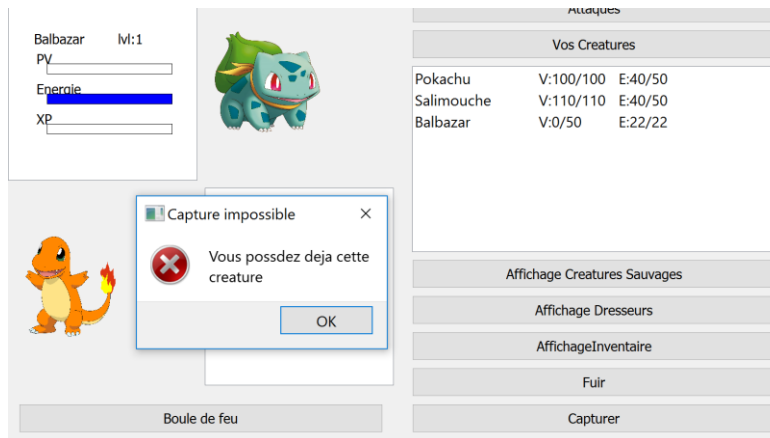 Attaques
Balbazar lvl:1
PV
Energie
XP
Vos Creatures
Pokachu V:100/100 E:40/50
Salimouche V:110/110 E:40/50
Balbazar V:0/50 E:22/22
Capture impossible
Vous possdez deja cette
creature
OK
Affichage Creatures Sauvages
Affichage Dresseurs
AffichageInventaire
Fuir
Boule de feu
Capturer